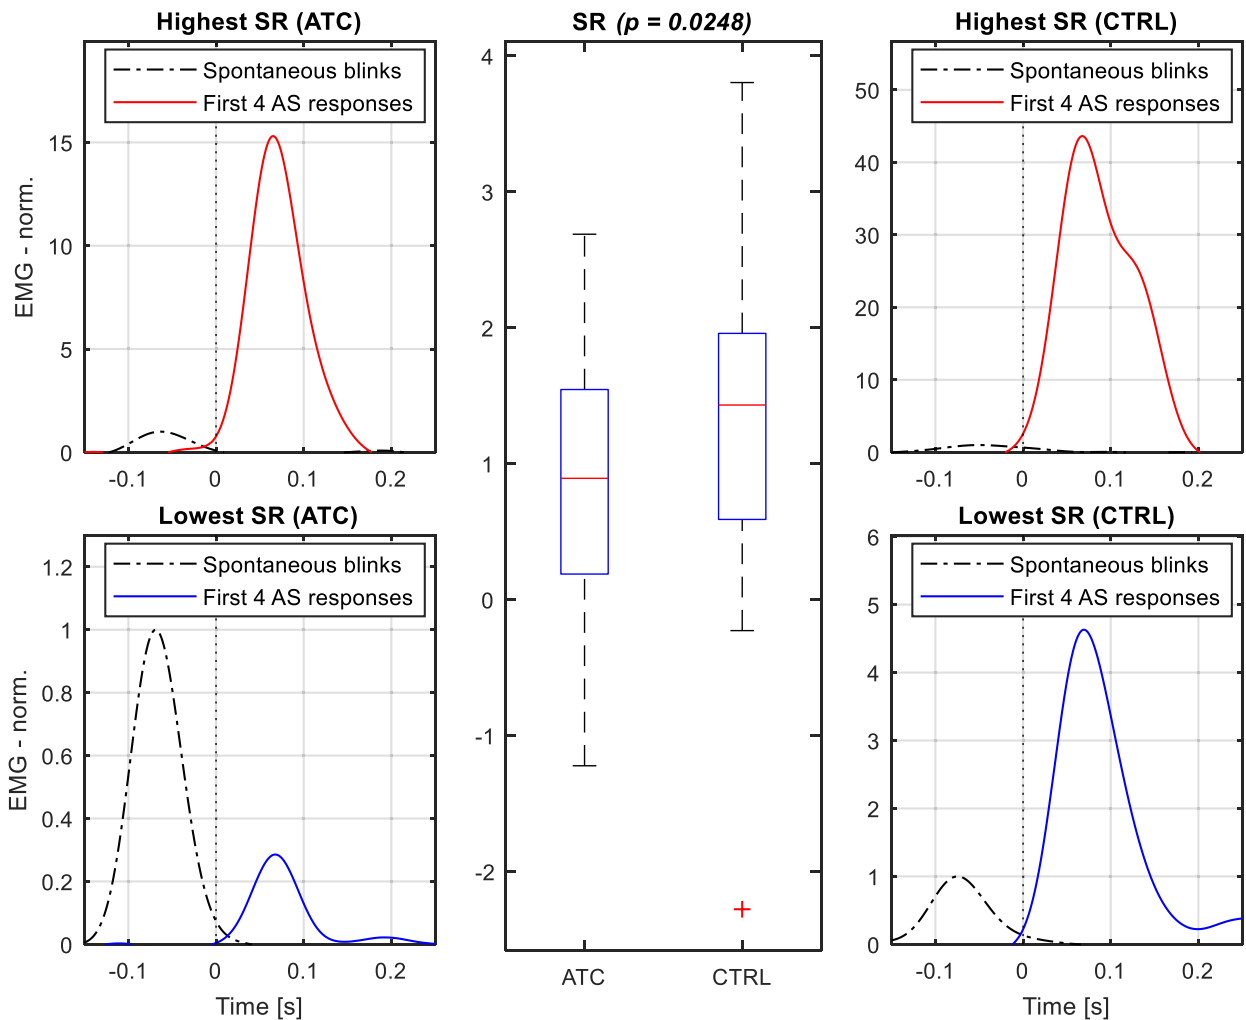 Highest SR (ATC)
Spontaneous blinks
First 4 AS responses
EMG - norm.
15
10
5
0
-0.1
0
0.1
0.2
Lowest SR (ATC)
Spontaneous blinks
First 4 AS responses
EMG - norm.
1.2
1
0.8
0.6
0.4
0.2
0
-0.1
0
0.1
0.2
Time [s]
SR (p = 0.0248)
4
3
2
1
0
-1
-2
ATC
CTRL
Highest SR (CTRL)
Spontaneous blinks
First 4 AS responses
50
40
30
20
10
0
-0.1
0
0.1
0.2
Lowest SR (CTRL)
Spontaneous blinks
First 4 AS responses
6
5
4
3
2
1
0
-0.1
0
0.1
0.2
Time [s]